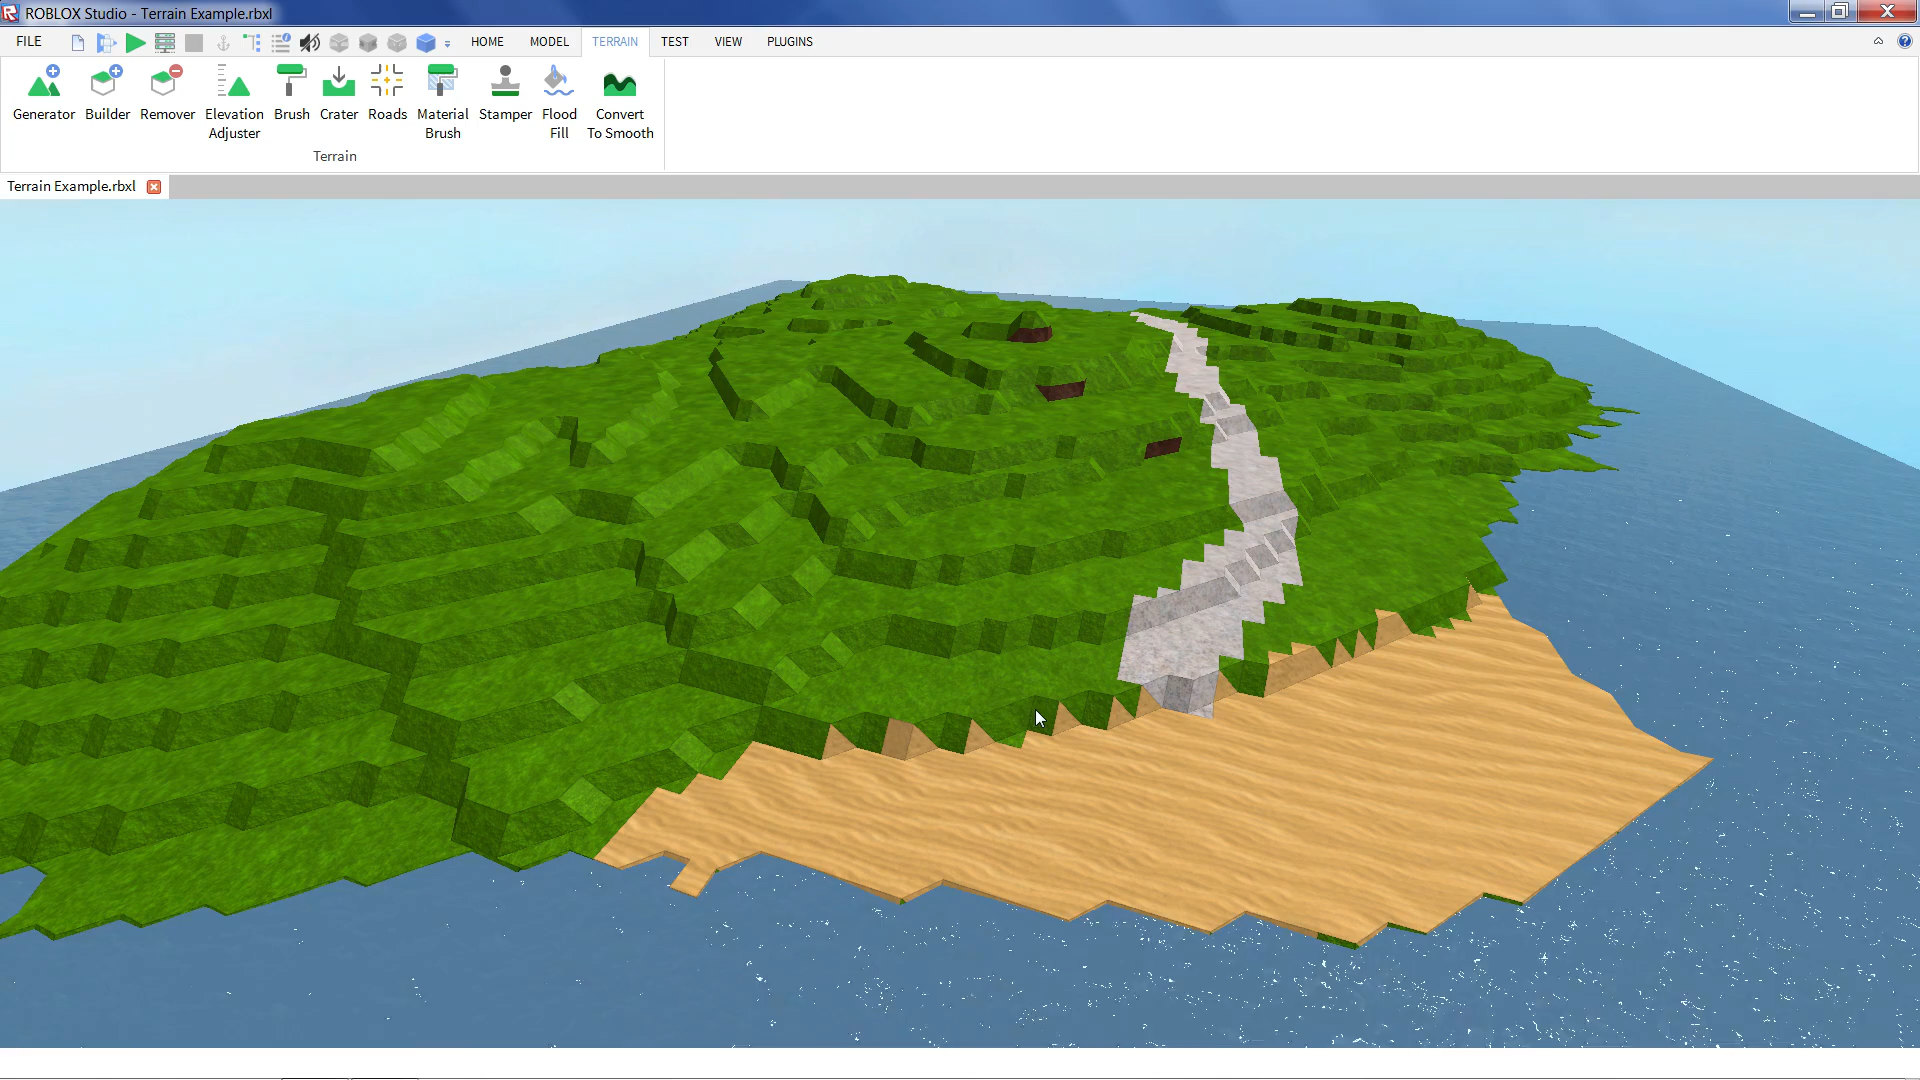 ROBLOX Studio - Terrain Example.rbxl
FILE HOME MODEL TERRAIN TEST VIEW PLUGINS
Generator Builder Remover Elevation Adjuster Brush Crater Roads Material Brush Stamper Flood Fill Convert To Smooth
Terrain
Terrain Example.rbxl